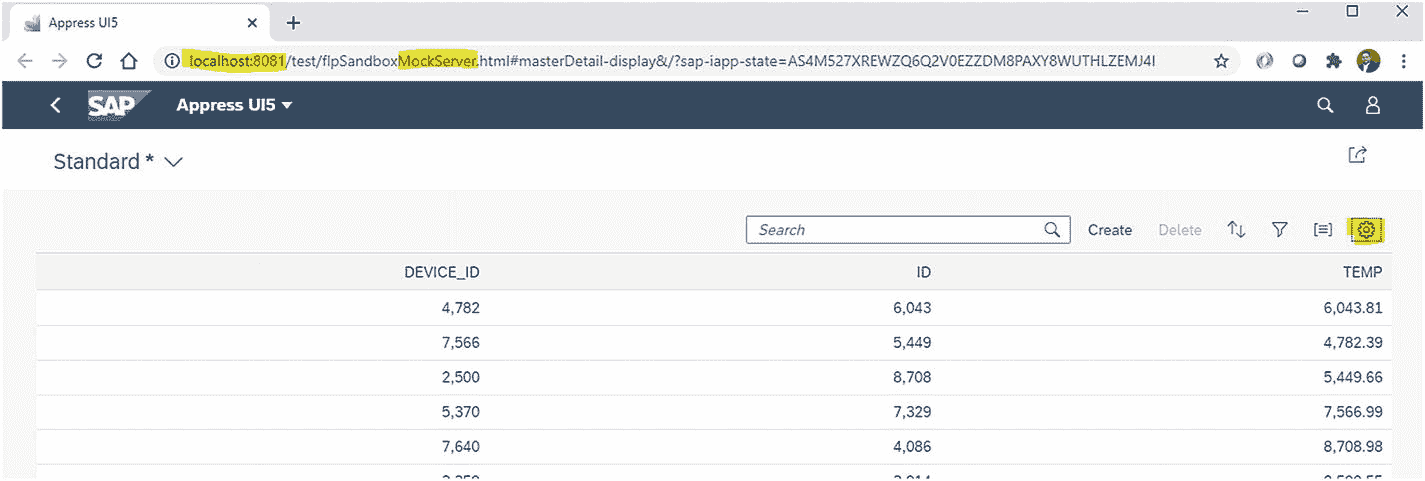 Appress UI5
localhost:8081/test/flpSandboxMockServer.html#masterDetail-display&/?sap-iapp-state=AS4M527XREWZQ6Q2V0EZZDM8PAXY8WUTHLZEMJ4I
SAP Appress UI5
Standard *
Search Create Delete
DEVICE_ID ID TEMP
4,782 6,043 6,043.81
7,566 5,449 4,782.39
2,500 8,708 5,449.66
5,370 7,329 7,566.99
7,640 4,086 8,708.98